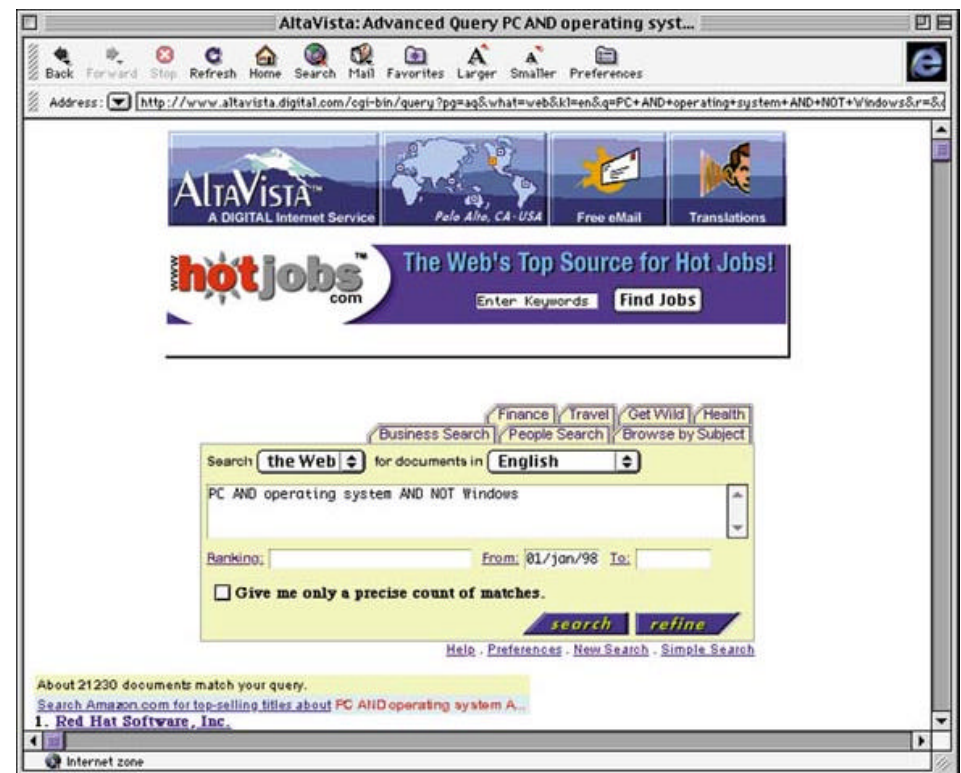 AltaVista: Advanced Query PC AND operating syst...
Back Forward Stop Refresh Home Search Mail Favorites Larger Smaller Preferences
Address: http://www.altavista.digital.com/cgi-bin/query?pg=aq&what=web&kl=en&q=PC+AND+operating+system+AND+NOT+Windows&r=&
ALTAVISTA™
A DIGITAL Internet Service
Palo Alto, CA - USA
Free eMail
Translations
www.hotjobs.com™
The Web's Top Source for Hot Jobs!
Enter Keywords Find Jobs
Finance Travel Get Wild Health
Business Search People Search Browse by Subject
Search the Web for documents in English
PC AND operating system AND NOT Windows
Ranking: From: 01/jan/98 To:
Give me only a precise count of matches.
search refine
Help . Preferences . New Search . Simple Search
About 21230 documents match your query.
Search Amazon.com for top-selling titles about PC AND operating system A...
1. Red Hat Software, Inc.
Internet zone